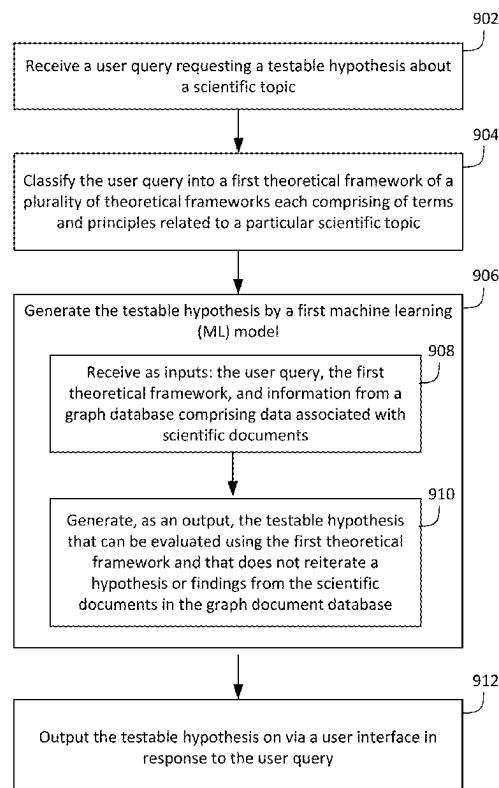 902
Receive a user query requesting a testable hypothesis about
a scientific topic
904
Classify the user query into a first theoretical framework of a
plurality of theoretical frameworks each comprising of terms
and principles related to a particular scientific topic
906
Generate the testable hypothesis by a first machine learning
(ML) model
908
Receive as inputs: the user query, the first
theoretical framework, and information from a
graph database comprising data associated with
scientific documents
910
Generate, as an output, the testable hypothesis
that can be evaluated using the first theoretical
framework and that does not reiterate a
hypothesis or findings from the scientific
documents in the graph document database
912
Output the testable hypothesis on via a user interface in
response to the user query